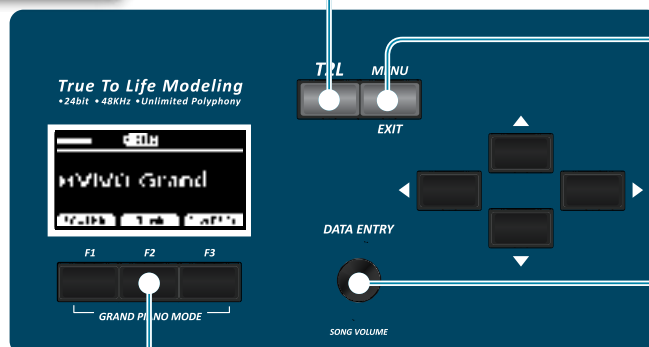 True To Life Modeling
•24bit •48KHz •Unlimited Polyphony
T2L MENU
EXIT
Grand
F1 F2 F3
GRAND PIANO MODE
DATA ENTRY
SONG VOLUME